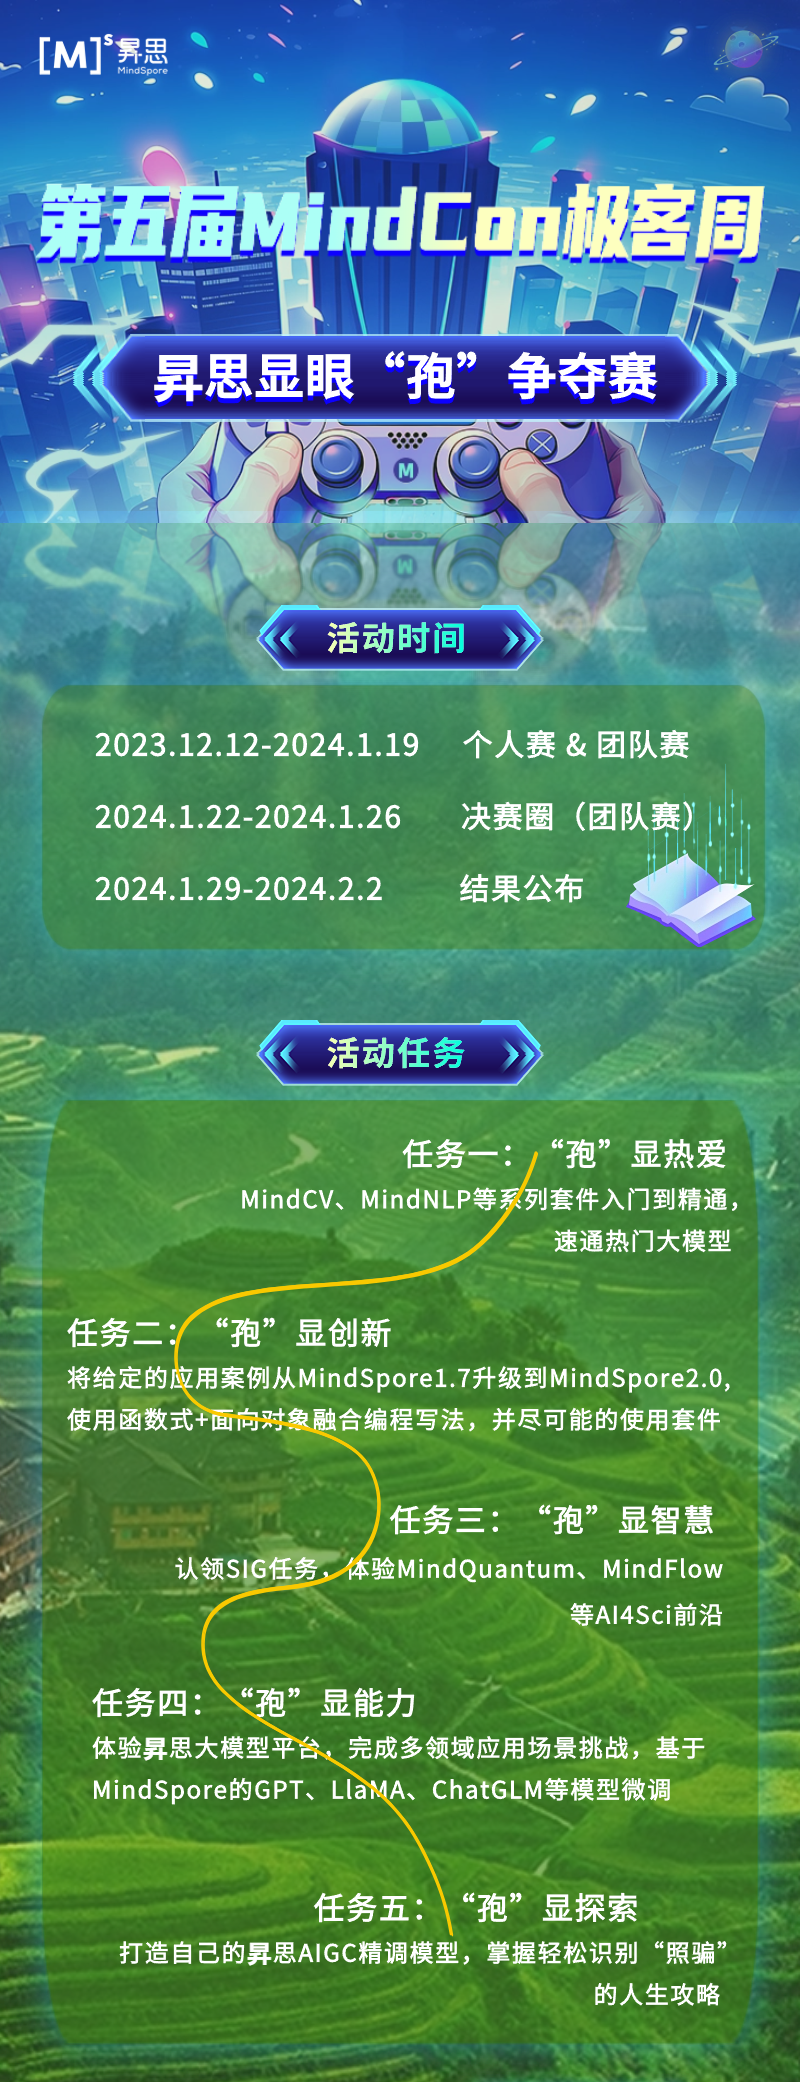 [M]s 昇思
MindSpore
第五届MindCon极客周
昇思显眼“孢”争夺赛
M
活动时间
2023.12.12-2024.1.19 个人赛 & 团队赛
2024.1.22-2024.1.26 决赛圈（团队赛）
2024.1.29-2024.2.2 结果公布
活动任务
任务一：“孢”显热爱
MindCV、MindNLP等系列套件入门到精通，
速通热门大模型
任务二：“孢”显创新
将给定的应用案例从MindSpore1.7升级到MindSpore2.0,
使用函数式+面向对象融合编程写法，并尽可能的使用套件
任务三：“孢”显智慧
认领SIG任务，体验MindQuantum、MindFlow
等AI4Sci前沿
任务四：“孢”显能力
体验昇思大模型平台，完成多领域应用场景挑战，基于
MindSpore的GPT、LlaMA、ChatGLM等模型微调
任务五：“孢”显探索
打造自己的昇思AIGC精调模型，掌握轻松识别“照骗”
的人生攻略